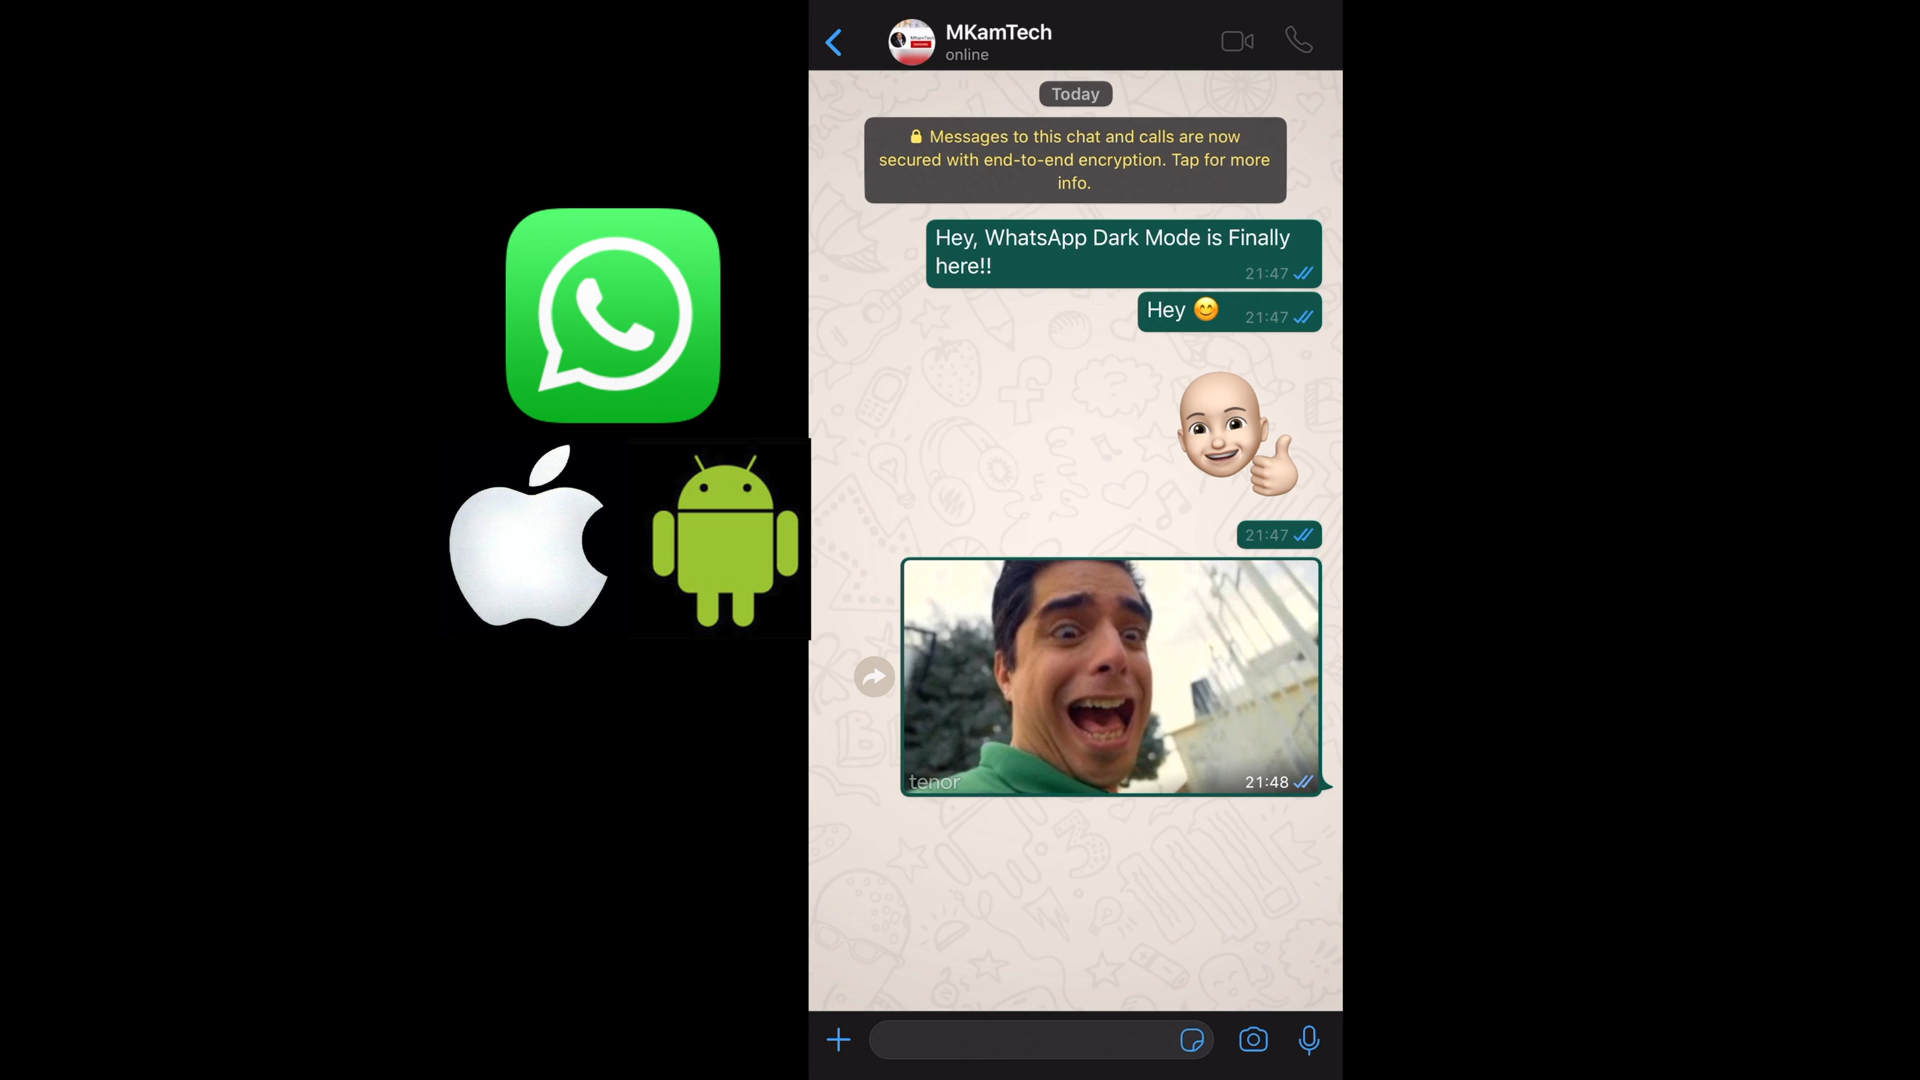 MKamTech
online
Today
Messages to this chat and calls are now
secured with end-to-end encryption. Tap for more
info.
Hey, WhatsApp Dark Mode is Finally
here!!
21:47
Hey 😊 21:47
21:47
tenor
21:48